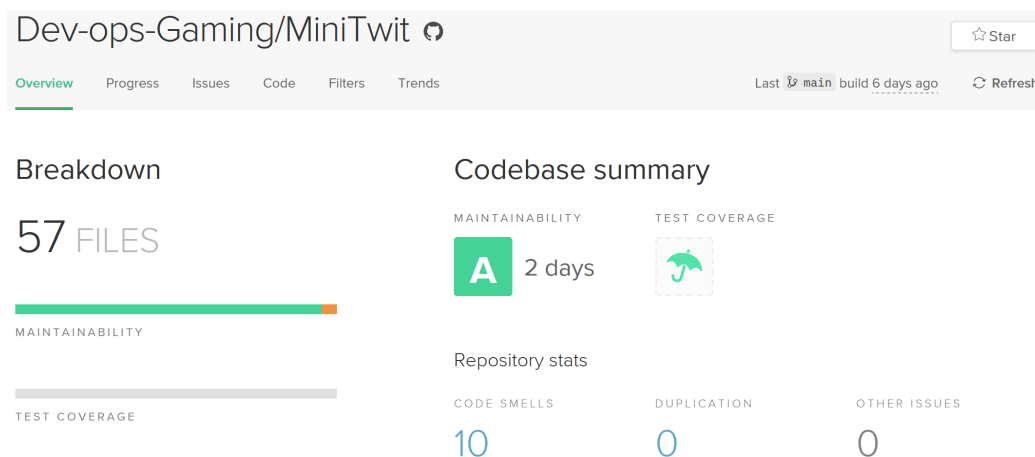 Dev-ops-Gaming/MiniTwit
Star
Overview Progress Issues Code Filters Trends
Last main build 6 days ago Refresh
Breakdown
57 FILES
MAINTAINABILITY
TEST COVERAGE
Codebase summary
MAINTAINABILITY TEST COVERAGE
A 2 days
Repository stats
CODE SMELLS DUPLICATION OTHER ISSUES
10 0 0